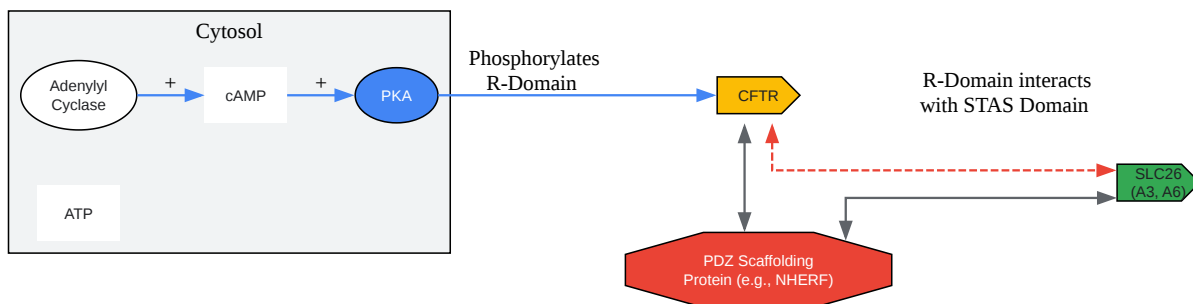 Cytosol
Adenylyl
Cyclase
+
cAMP
+
PKA
Phosphorylates
R-Domain
CFTR
R-Domain interacts
with STAS Domain
SLC26
(A3, A6)
ATP
PDZ Scaffolding
Protein (e.g., NHERF)